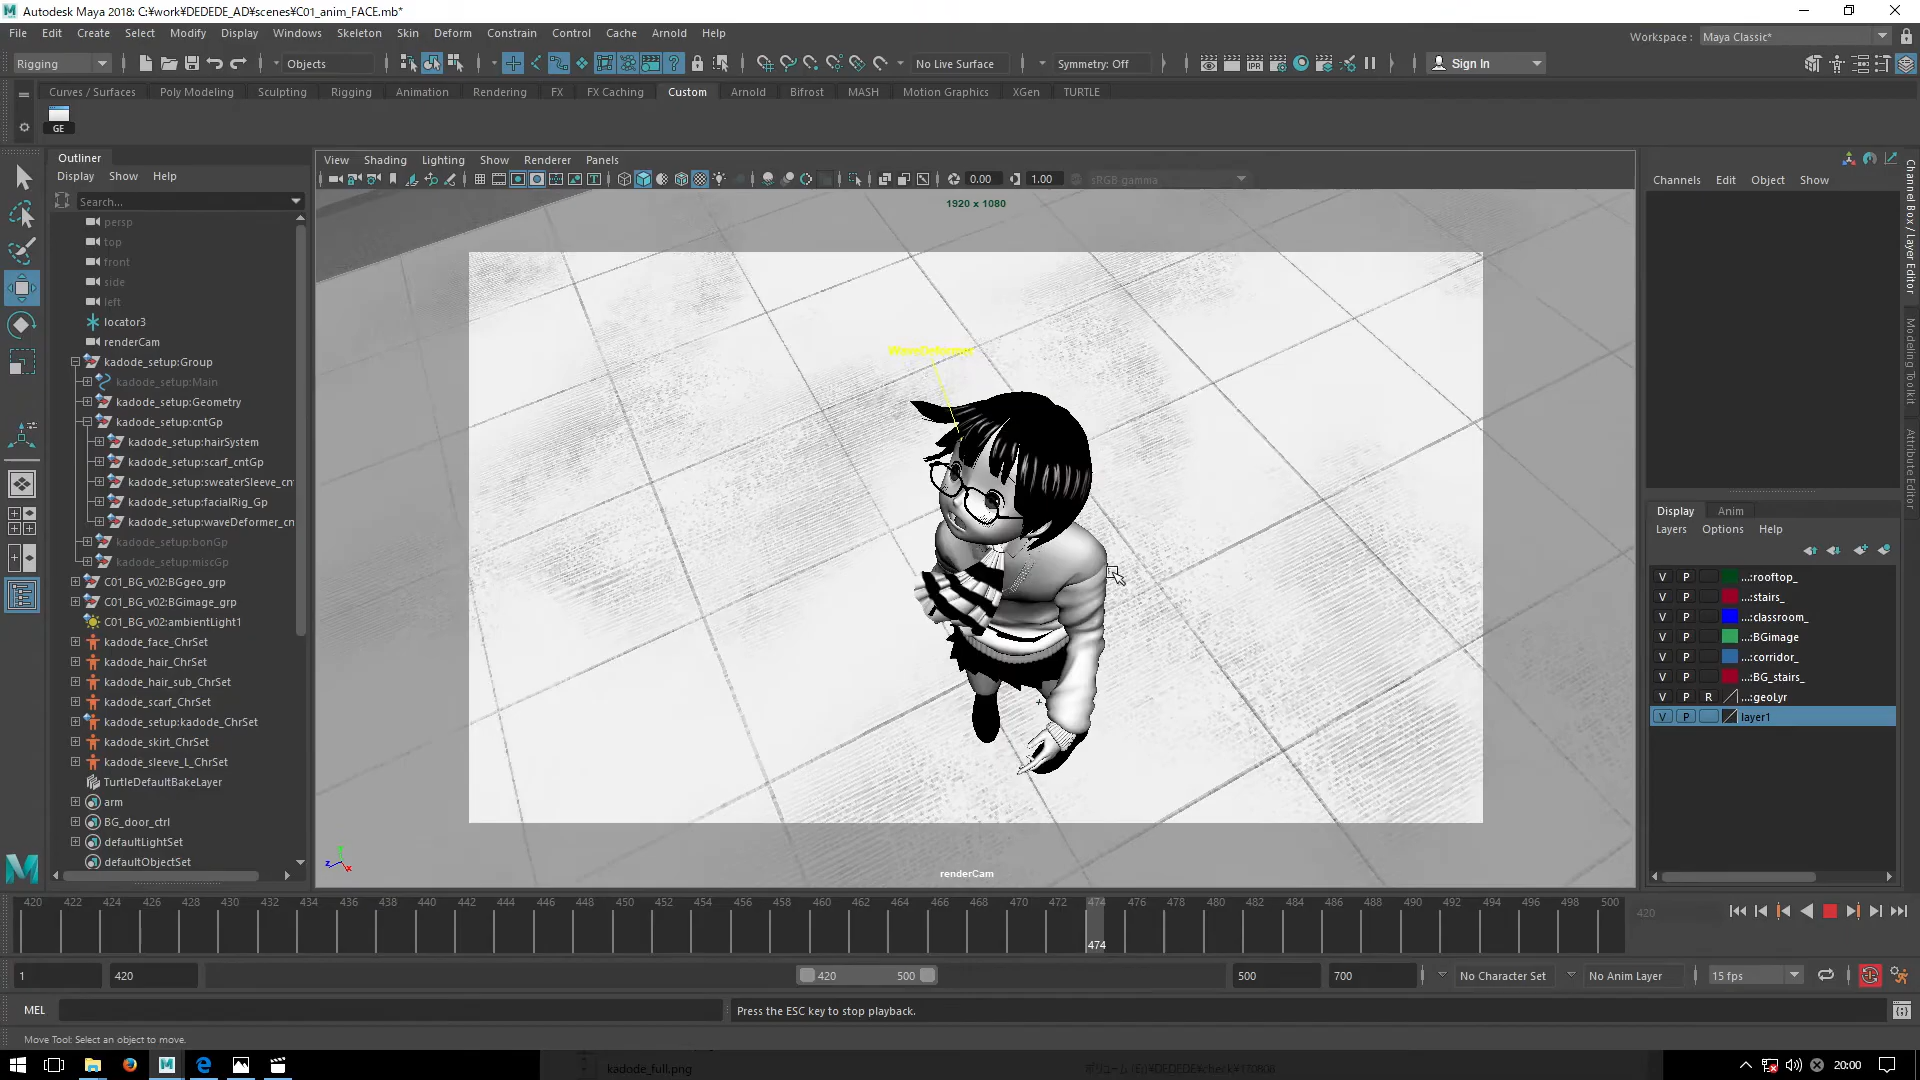 Autodesk Maya 2018: C:¥work¥DEDEDE_AD¥scenes¥C01_anim_FACE.mb*
File Edit Create Select Modify Display Windows Skeleton Skin Deform Constrain Control Cache Arnold Help
Workspace : Maya Classic*
Rigging Objects No Live Surface Symmetry: Off Sign In
Curves / Surfaces Poly Modeling Sculpting Rigging Animation Rendering FX FX Caching Custom Arnold Bifrost MASH Motion Graphics XGen TURTLE
GE
Outliner
Display Show Help
Search...
persp
top
front
side
left
locator3
renderCam
kadode_setup:Group
kadode_setup:Main
kadode_setup:Geometry
kadode_setup:cntGp
kadode_setup:hairSystem
kadode_setup:scarf_cntGp
kadode_setup:sweaterSleeve_cn
kadode_setup:facialRig_Gp
kadode_setup:waveDeformer_cn
kadode_setup:bonGp
kadode_setup:miscGp
C01_BG_v02:BGgeo_grp
C01_BG_v02:BGimage_grp
C01_BG_v02:ambientLight1
kadode_face_ChrSet
kadode_hair_ChrSet
kadode_hair_sub_ChrSet
kadode_scarf_ChrSet
kadode_setup:kadode_ChrSet
kadode_skirt_ChrSet
kadode_sleeve_L_ChrSet
TurtleDefaultBakeLayer
arm
BG_door_ctrl
defaultLightSet
defaultObjectSet
View Shading Lighting Show Renderer Panels
0.00 1.00 sRGB gamma
1920 x 1080
WaveDeformer
renderCam
Channels Edit Object Show
Channel Box / Layer Editor
Modeling Toolkit
Attribute Editor
Display Anim
Layers Options Help
V P ...:rooftop_
V P ...:stairs_
V P ...:classroom_
V P ...:BGimage
V P ...:corridor_
V P ...:BG_stairs_
V P R ...:geoLyr
V P layer1
420 422 424 426 428 430 432 434 436 438 440 442 444 446 448 450 452 454 456 458 460 462 464 466 468 470 472 474 476 478 480 482 484 486 488 490 492 494 496 498 500
474
420
1 420 420 500 500 700 No Character Set No Anim Layer 15 fps
MEL Press the ESC key to stop playback.
Move Tool: Select an object to move.
kadode_full.png
20:00